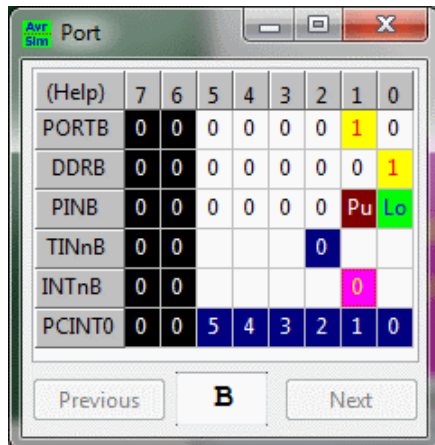 Avr Sim Port
(Help) 7 6 5 4 3 2 1 0
PORTB 0 0 0 0 0 0 1 0
DDRB 0 0 0 0 0 0 0 1
PINB 0 0 0 0 0 0 Pu Lo
TINnB 0 0 0
INTnB 0 0 0
PCINT0 0 0 5 4 3 2 1 0
Previous B Next